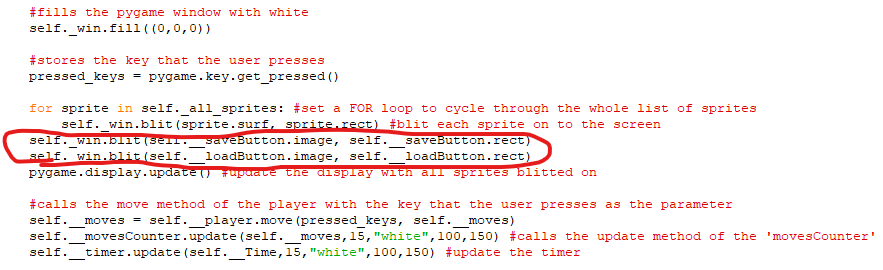 #fills the pygame window with white
self._win.fill((0,0,0))
#stores the key that the user presses
pressed_keys = pygame.key.get_pressed()
for sprite in self._all_sprites: #set a FOR loop to cycle through the whole list of sprites
self._win.blit(sprite.surf, sprite.rect) #blit each sprite on to the screen
self._win.blit(self.__saveButton.image, self.__saveButton.rect)
self._win.blit(self.__loadButton.image, self.__loadButton.rect)
pygame.display.update() #update the display with all sprites blitted on
#calls the move method of the player with the key that the user presses as the parameter
self.__moves = self.__player.move(pressed_keys, self.__moves)
self.__movesCounter.update(self.__moves,15,"white",100,150) #calls the update method of the 'movesCounter'
self.__timer.update(self.__Time,15,"white",100,150) #update the timer